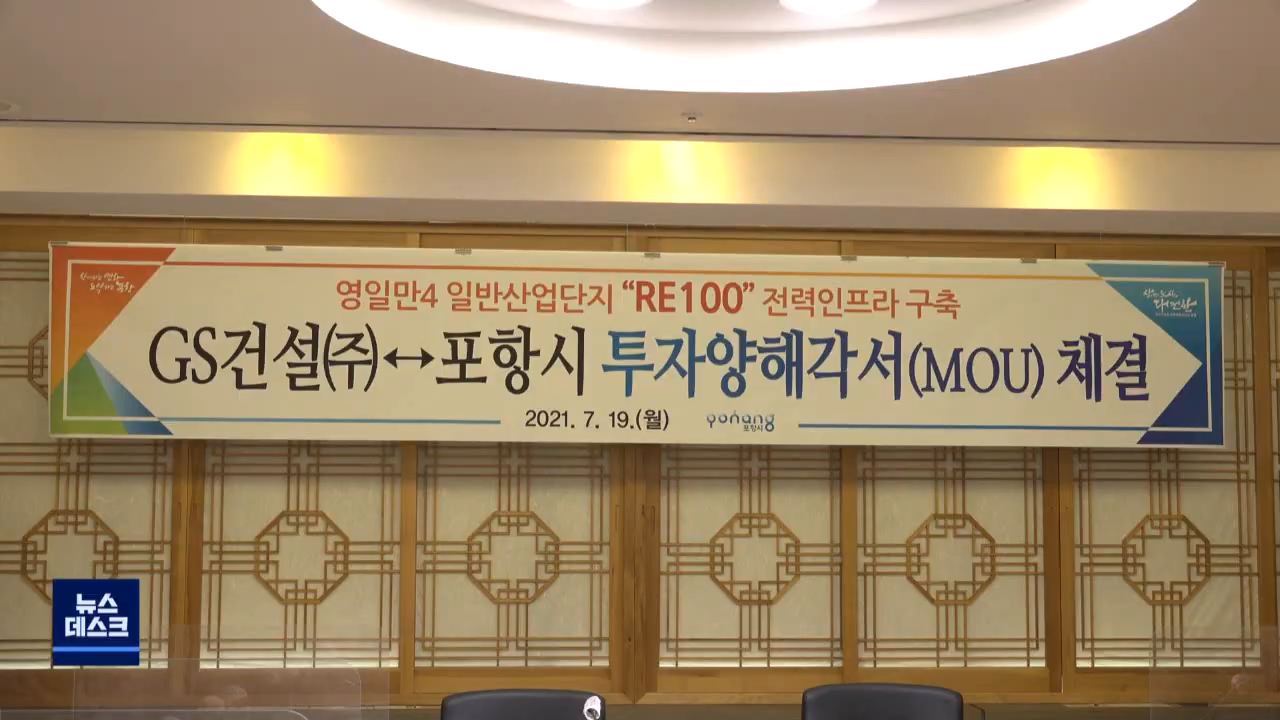 영일만4 일반산업단지 “RE100” 전력인프라 구축
GS건설㈜↔포항시 투자양해각서(MOU) 체결
2021. 7. 19.(월)
pohang
포항시
뉴스
데스크